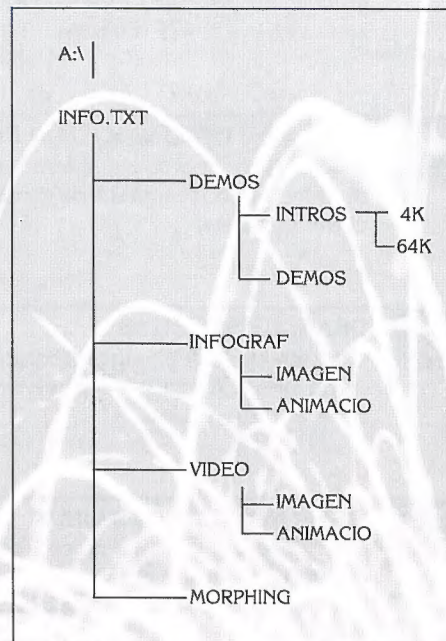 A:\
INFO.TXT
DEMOS
INTROS 4K
64K
DEMOS
INFOGRAF
IMAGEN
ANIMACIO
VIDEO
IMAGEN
ANIMACIO
MORPHING